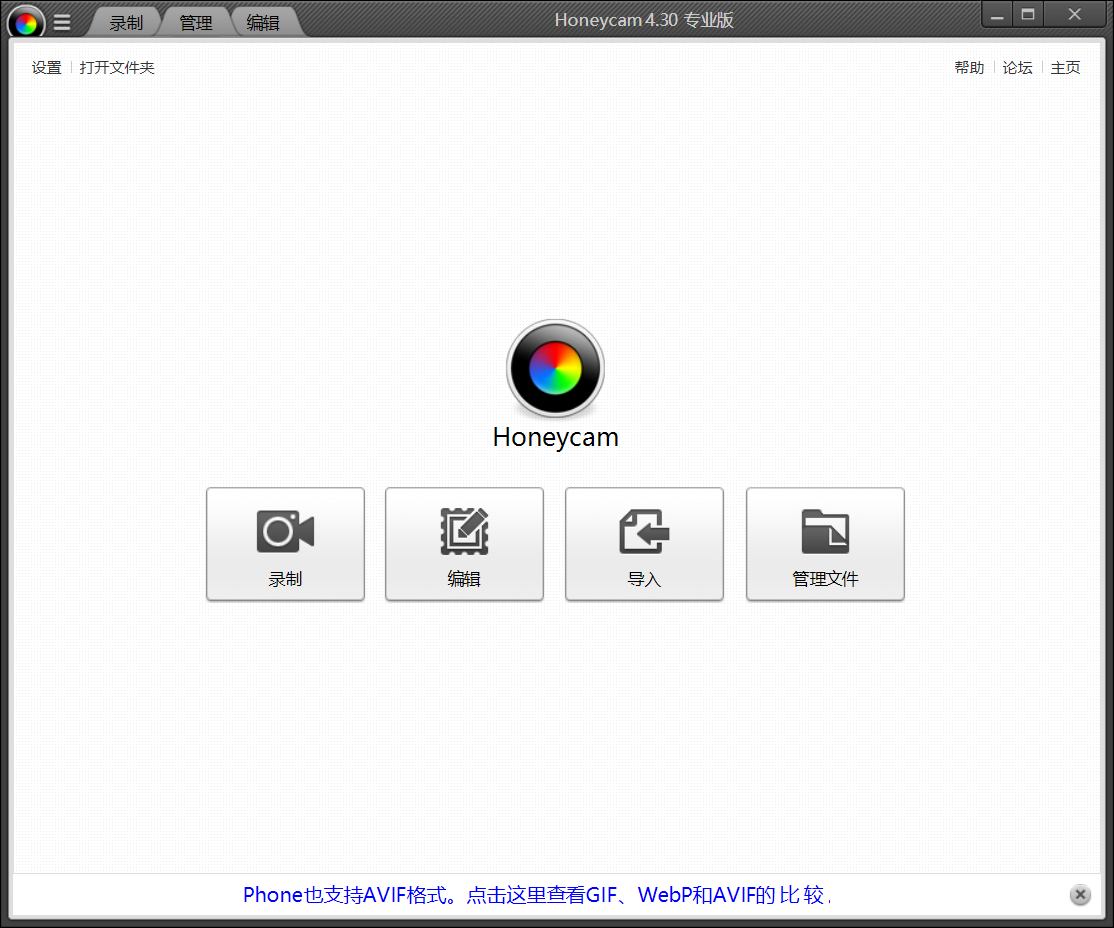 录制 管理 编辑 Honeycam 4.30 专业版
设置 打开文件夹 帮助 论坛 主页
Honeycam
录制 编辑 导入 管理文件
Phone也支持AVIF格式。点击这里查看GIF、WebP和AVIF的 比 较 .